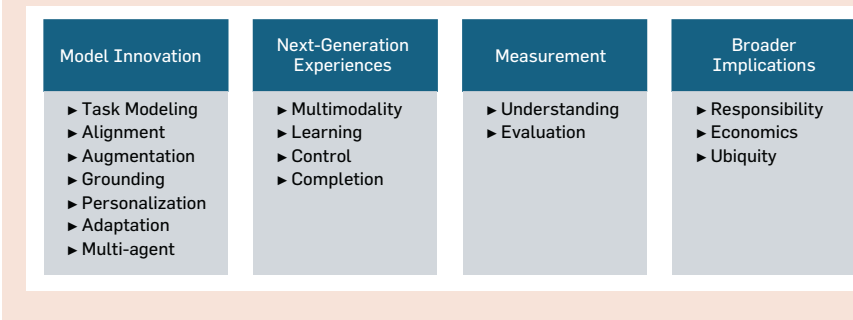 Model Innovation
► Task Modeling
► Alignment
► Augmentation
► Grounding
► Personalization
► Adaptation
► Multi-agent
Next-Generation
Experiences
► Multimodality
► Learning
► Control
► Completion
Measurement
► Understanding
► Evaluation
Broader
Implications
► Responsibility
► Economics
► Ubiquity